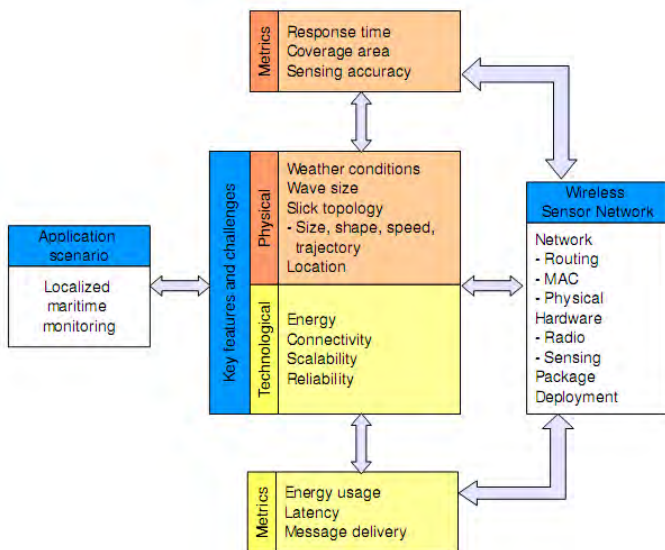 Metrics
Response time
Coverage area
Sensing accuracy
Key features and challenges
Physical
Weather conditions
Wave size
Slick topology
- Size, shape, speed,
trajectory
Location
Technological
Energy
Connectivity
Scalability
Reliability
Application
scenario
Localized
maritime
monitoring
Wireless
Sensor Network
Network
- Routing
- MAC
- Physical
Hardware
- Radio
- Sensing
Package
Deployment
Metrics
Energy usage
Latency
Message delivery